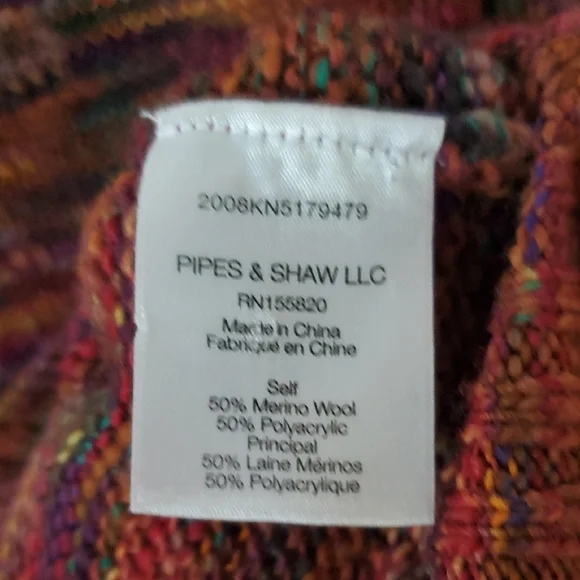 2008KN5179479
PIPES & SHAW LLC
RN155820
Made in China
Fabriqué en Chine
Self
50% Merino Wool
50% Polyacrylic
Principal
50% Laine Mérinos
50% Polyacrylique